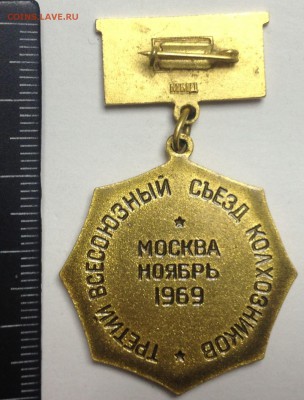 COINS.LAVE.RU
ТРЕТИЙ ВСЕСОЮЗНЫЙ СЪЕЗД КОЛХОЗНИКОВ
МОСКВА
НОЯБРЬ
1969